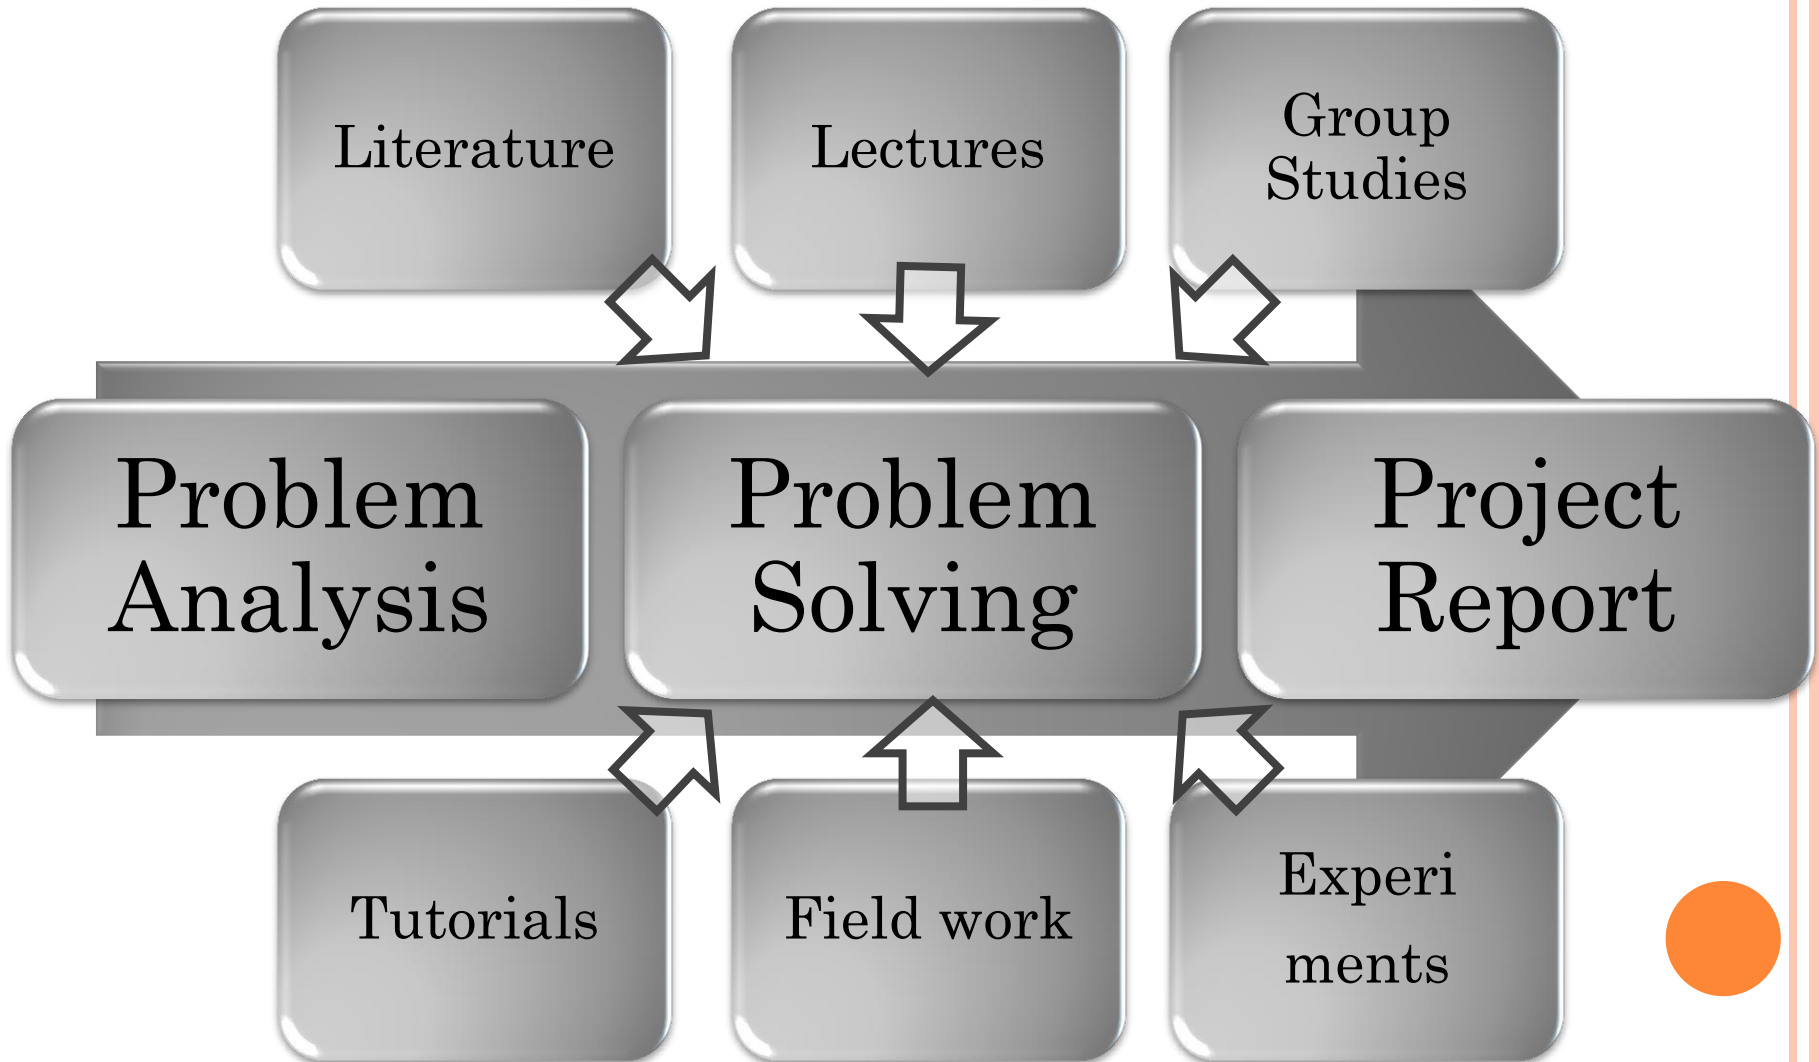 Literature
Lectures
Group
Studies
Problem
Analysis
Problem
Solving
Project
Report
Tutorials
Field work
Experi
ments